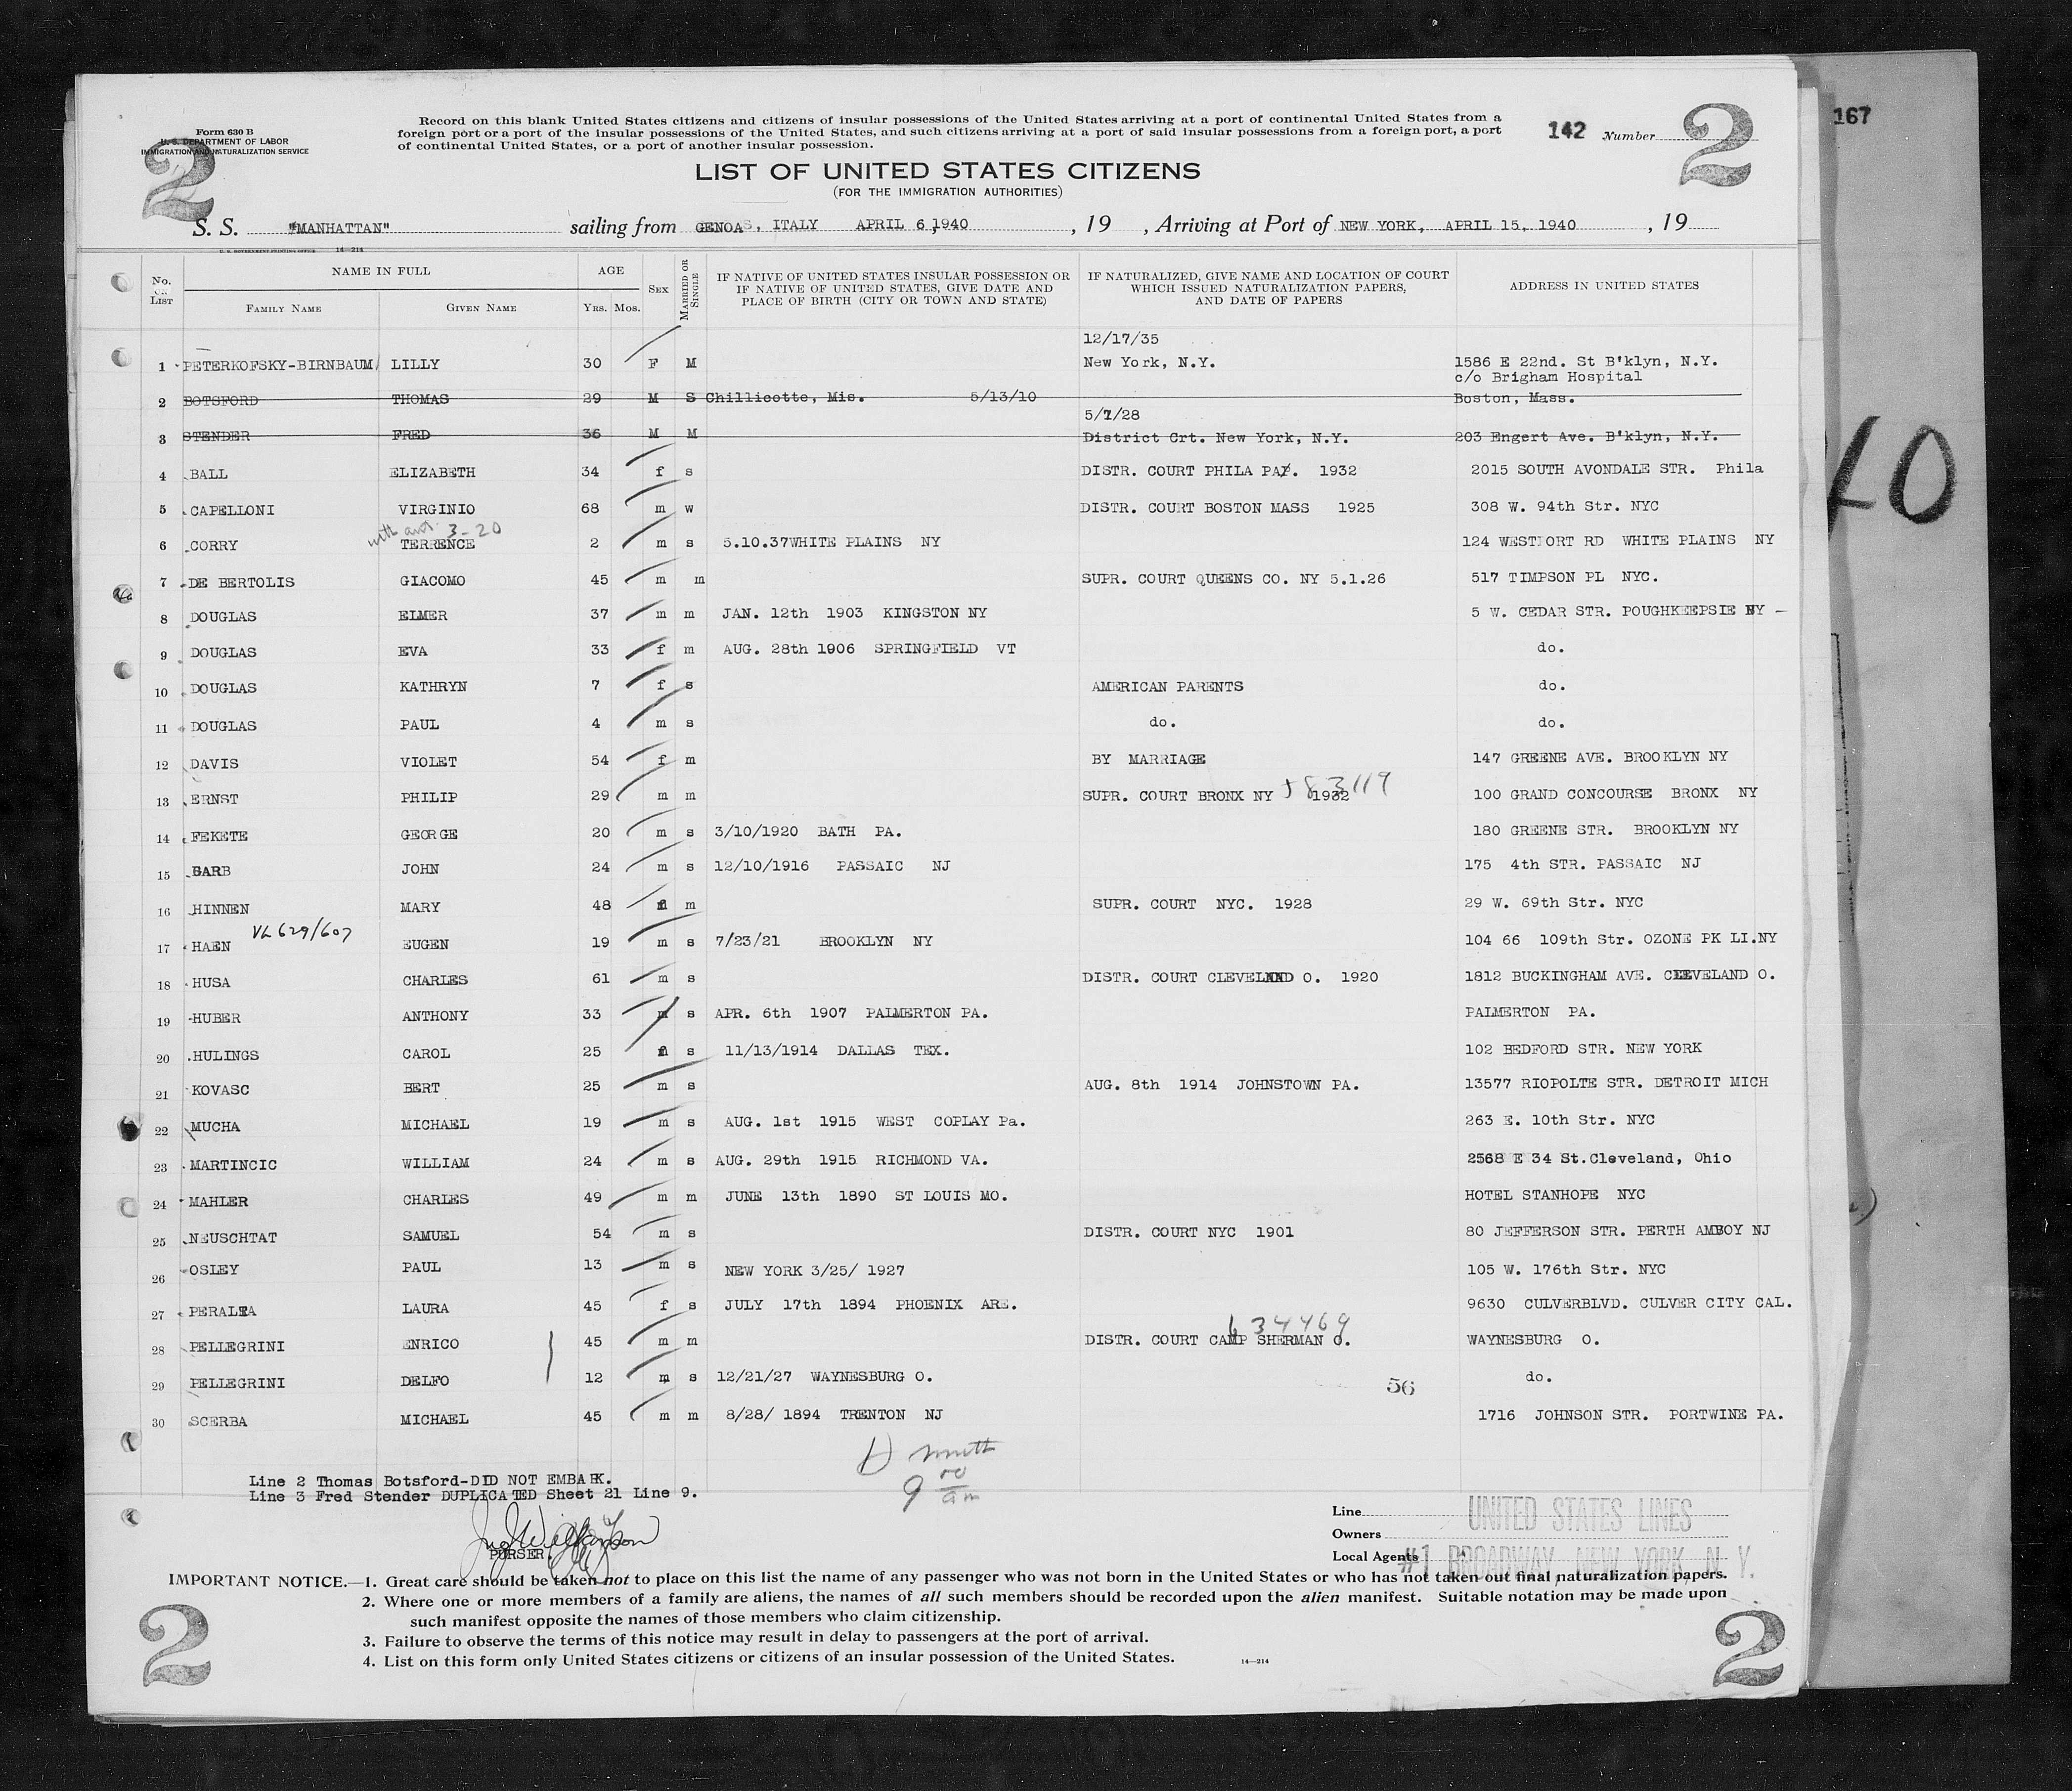 Form 630 B
U. S. DEPARTMENT OF LABOR
IMMIGRATION AND NATURALIZATION SERVICE
2
Record on this blank United States citizens and citizens of insular possessions of the United States arriving at a port of continental United States from a
foreign port or a port of the insular possessions of the United States, and such citizens arriving at a port of said insular possessions from a foreign port, a port
of continental United States, or a port of another insular possession.
142 Number 2
167
LIST OF UNITED STATES CITIZENS
(FOR THE IMMIGRATION AUTHORITIES)
S. S. "MANHATTAN" sailing from GENOA, ITALY APRIL 6, 1940, 19 , Arriving at Port of NEW YORK, APRIL 15, 1940, 19
U. S. GOVERNMENT PRINTING OFFICE 14—214
No. ON LIST NAME IN FULL FAMILY NAME GIVEN NAME AGE YRS. MOS. SEX MARRIED OR SINGLE IF NATIVE OF UNITED STATES INSULAR POSSESSION OR IF NATIVE OF UNITED STATES, GIVE DATE AND PLACE OF BIRTH (CITY OR TOWN AND STATE) IF NATURALIZED, GIVE NAME AND LOCATION OF COURT WHICH ISSUED NATURALIZATION PAPERS, AND DATE OF PAPERS ADDRESS IN UNITED STATES
12/17/35
1 PETERKOFSKY-BIRNBAUM LILLY 30 F M New York, N.Y. 1586 E 22nd. St B'klyn, N.Y.
c/o Brigham Hospital
2 BOTSFORD THOMAS 29 M S Chillicotte, Mis. 5/13/10 Boston, Mass.
5/7/28
3 STENDER FRED 36 M M District Crt. New York, N.Y. 203 Engert Ave. B'klyn, N.Y.
4 BALL ELIZABETH 34 f s DISTR. COURT PHILA PA. 1932 2015 SOUTH AVONDALE STR. Phila
5 CAPELLONI VIRGINIO 68 m w DISTR. COURT BOSTON MASS 1925 308 W. 94th Str. NYC
3-20
6 CORRY TERRENCE 2 m s 5.10.37WHITE PLAINS NY 124 WESTIORT RD WHITE PLAINS NY
7 DE BERTOLIS GIACOMO 45 m m SUPR. COURT QUEENS CO. NY 5.1.26 517 TIMPSON PL NYC.
8 DOUGLAS ELMER 37 m m JAN. 12th 1903 KINGSTON NY 5 W. CEDAR STR. POUGHKEEPSIE NY
9 DOUGLAS EVA 33 f m AUG. 28th 1906 SPRINGFIELD VT do.
10 DOUGLAS KATHRYN 7 f s AMERICAN PARENTS do.
11 DOUGLAS PAUL 4 m s do. do.
12 DAVIS VIOLET 54 f m BY MARRIAGE 147 GREENE AVE. BROOKLYN NY
13 ERNST PHILIP 29 m m SUPR. COURT BRONX NY 1932 100 GRAND CONCOURSE BRONX NY
14 FEKETE GEORGE 20 m s 3/10/1920 BATH PA. 180 GREENE STR. BROOKLYN NY
15 GARB JOHN 24 m s 12/10/1916 PASSAIC NJ 175 4th STR. PASSAIC NJ
16 HINNEN MARY 48 f m SUPR. COURT NYC. 1928 29 W. 69th Str. NYC
VL 629/607
17 HAEN EUGEN 19 m s 7/23/21 BROOKLYN NY 104 66 109th Str. OZONE PK LI.NY
18 HUSA CHARLES 61 m s DISTR. COURT CLEVELAND O. 1920 1812 BUCKINGHAM AVE. CLEVELAND O.
19 HUBER ANTHONY 33 m s APR. 6th 1907 PALMERTON PA. PALMERTON PA.
20 HULINGS CAROL 25 f s 11/13/1914 DALLAS TEX. 102 BEDFORD STR. NEW YORK
21 KOVASC BERT 25 m s AUG. 8th 1914 JOHNSTOWN PA. 13577 RIOPOLTE STR. DETROIT MICH
22 MUCHA MICHAEL 19 m s AUG. 1st 1915 WEST COPLAY Pa. 263 E. 10th Str. NYC
23 MARTINCIC WILLIAM 24 m s AUG. 29th 1915 RICHMOND VA. 2568 E 34 St.Cleveland, Ohio
24 MAHLER CHARLES 49 m m JUNE 13th 1890 ST LOUIS MO. HOTEL STANHOPE NYC
25 NEUSCHTAT SAMUEL 54 m s DISTR. COURT NYC 1901 80 JEFFERSON STR. PERTH AMBOY NJ
26 OSLEY PAUL 13 m s NEW YORK 3/25/ 1927 105 W. 176th Str. NYC
27 PERALTA LAURA 45 f s JULY 17th 1894 PHOENIX ARE. 9630 CULVERBLVD. CULVER CITY CAL.
634469
28 PELLEGRINI ENRICO 45 m m DISTR. COURT CAMP SHERMAN O. WAYNESBURG O.
29 PELLEGRINI DELFO 12 m s 12/21/27 WAYNESBURG O. do.
56
30 SCERBA MICHAEL 45 m m 8/28/ 1894 TRENTON NJ 1716 JOHNSON STR. PORTWINE PA.
9 00 am
Line 2 Thomas Botsford-DID NOT EMBARK.
Line 3 Fred Stender DUPLICATED Sheet 21 Line 9.
PURSER.
Line UNITED STATES LINES
Owners
Local Agents #1 BROADWAY, NEW YORK, N. Y.
IMPORTANT NOTICE.—1. Great care should be taken not to place on this list the name of any passenger who was not born in the United States or who has not taken out final naturalization papers.
2. Where one or more members of a family are aliens, the names of all such members should be recorded upon the alien manifest. Suitable notation may be made upon
such manifest opposite the names of those members who claim citizenship.
3. Failure to observe the terms of this notice may result in delay to passengers at the port of arrival.
4. List on this form only United States citizens or citizens of an insular possession of the United States.
14—214
2
2